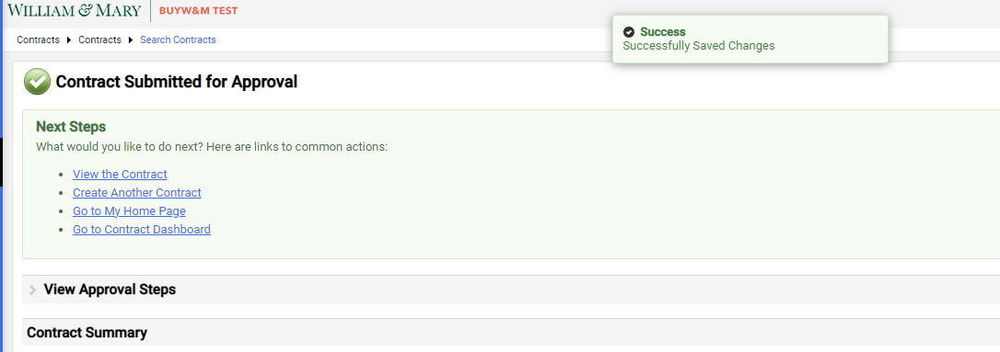 WILLIAM & MARY BUYW&M TEST
Contracts Contracts Search Contracts
Success
Successfully Saved Changes
Contract Submitted for Approval
Next Steps
What would you like to do next? Here are links to common actions:
View the Contract
Create Another Contract
Go to My Home Page
Go to Contract Dashboard
View Approval Steps
Contract Summary